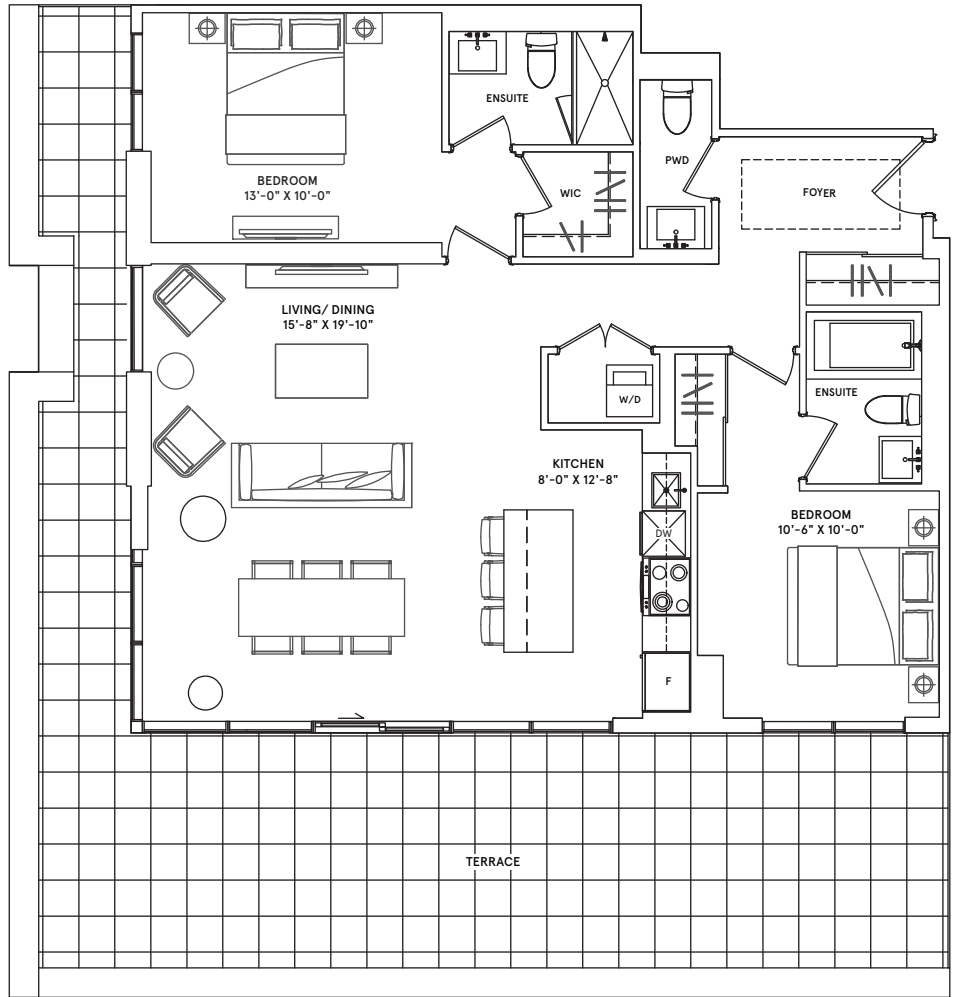 ENSUITE
PWD
FOYER
BEDROOM
13'-0" X 10'-0"
WIC
LIVING/ DINING
15'-8" X 19'-10"
W/D
ENSUITE
KITCHEN
8'-0" X 12'-8"
BEDROOM
10'-6" X 10'-0"
DW
F
TERRACE